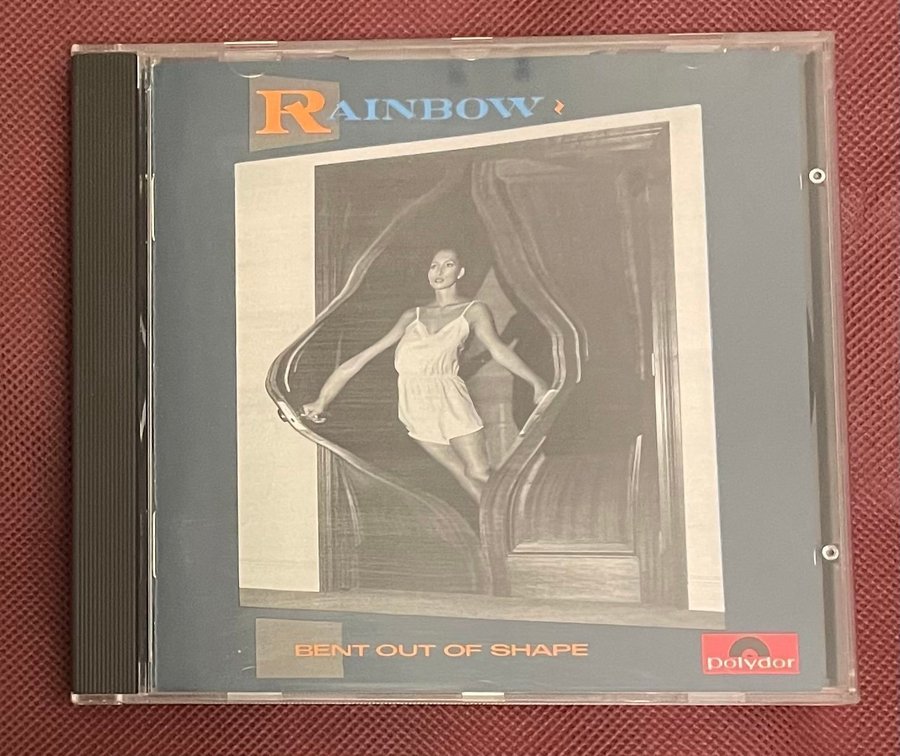 RAINBOW
BENT OUT OF SHAPE
polydor